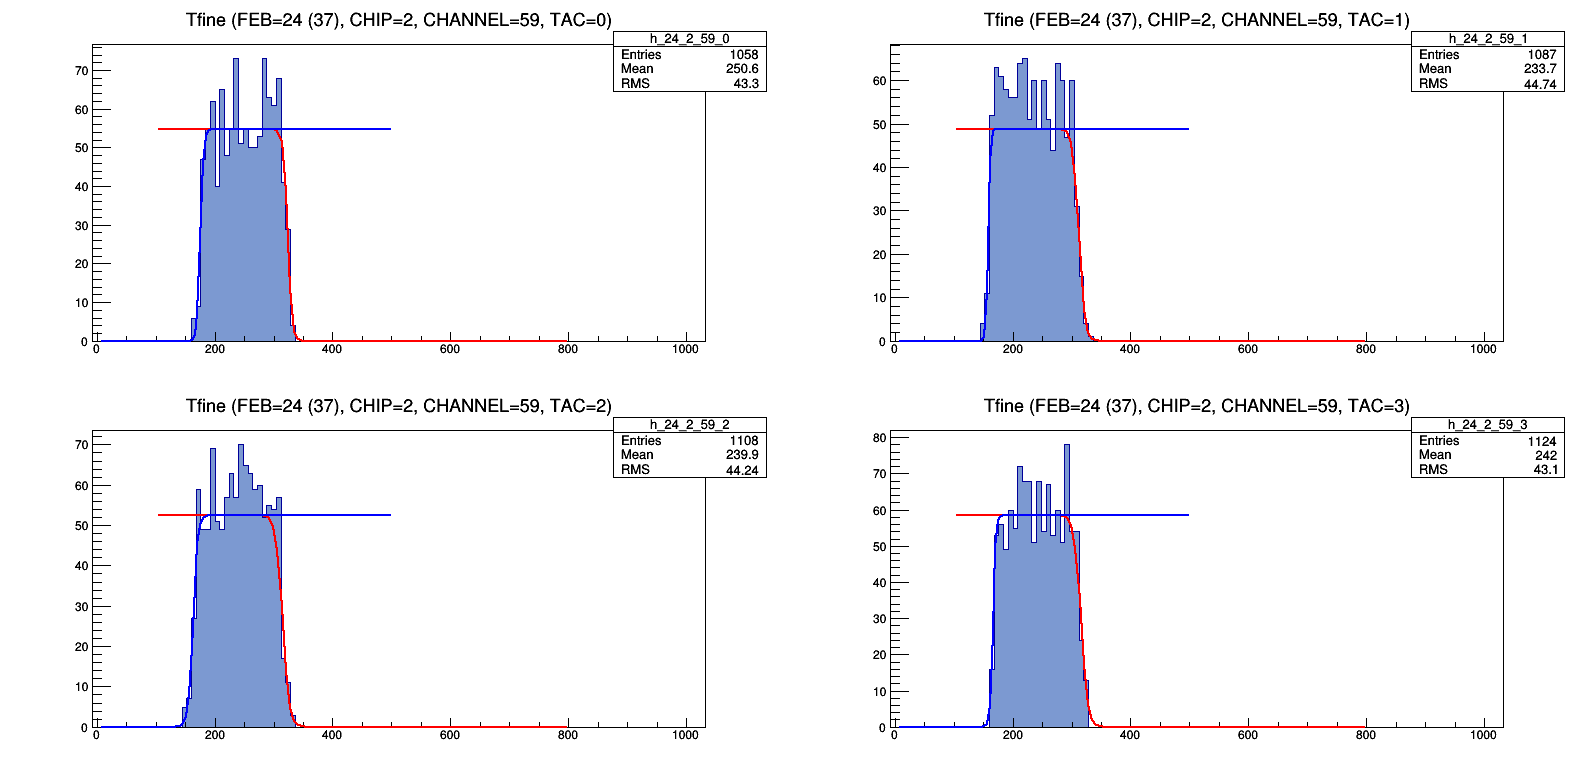 Tfine (FEB=24 (37), CHIP=2, CHANNEL=59, TAC=0)
h_24_2_59_0
Entries 1058
Mean 250.6
RMS 43.3
70
60
50
40
30
20
10
0
0 200 400 600 800 1000
Tfine (FEB=24 (37), CHIP=2, CHANNEL=59, TAC=1)
h_24_2_59_1
Entries 1087
Mean 233.7
RMS 44.74
60
50
40
30
20
10
0
0 200 400 600 800 1000
Tfine (FEB=24 (37), CHIP=2, CHANNEL=59, TAC=2)
h_24_2_59_2
Entries 1108
Mean 239.9
RMS 44.24
70
60
50
40
30
20
10
0
0 200 400 600 800 1000
Tfine (FEB=24 (37), CHIP=2, CHANNEL=59, TAC=3)
h_24_2_59_3
Entries 1124
Mean 242
RMS 43.1
80
70
60
50
40
30
20
10
0
0 200 400 600 800 1000